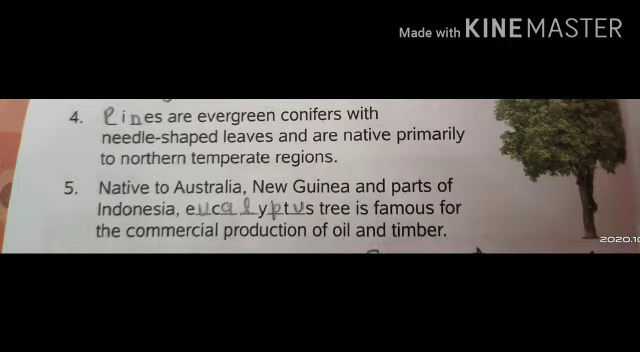 Made with KINEMASTER
4. Pines are evergreen conifers with
needle-shaped leaves and are native primarily
to northern temperate regions.
5. Native to Australia, New Guinea and parts of
Indonesia, eucalyptus tree is famous for
the commercial production of oil and timber.